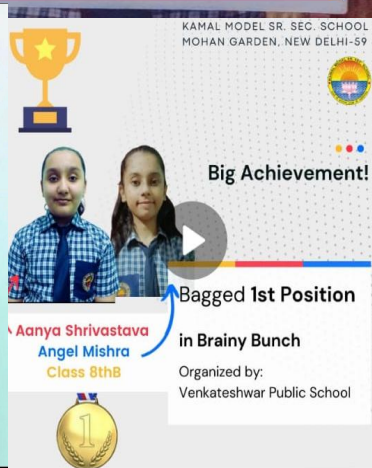 KAMAL MODEL SR. SEC. SCHOOL
MOHAN GARDEN, NEW DELHI-59
Big Achievement!
Bagged 1st Position
in Brainy Bunch
Organized by:
Venkateshwar Public School
Aanya Shrivastava
Angel Mishra
Class 8thB
1